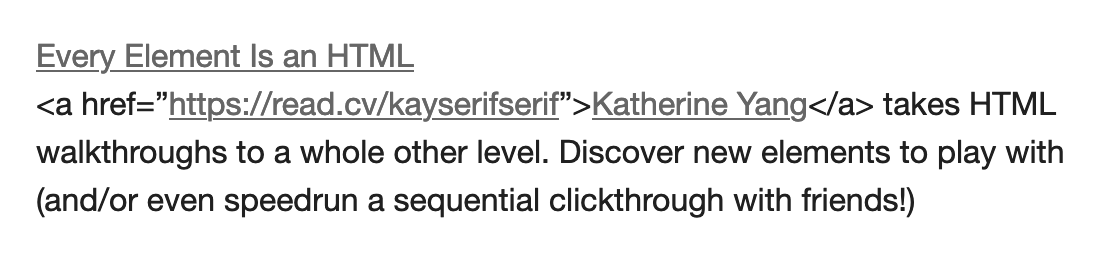 Every Element Is an HTML
<a href=”https://read.cv/kayserifserif”>Katherine Yang</a> takes HTML
walkthroughs to a whole other level. Discover new elements to play with
(and/or even speedrun a sequential clickthrough with friends!)